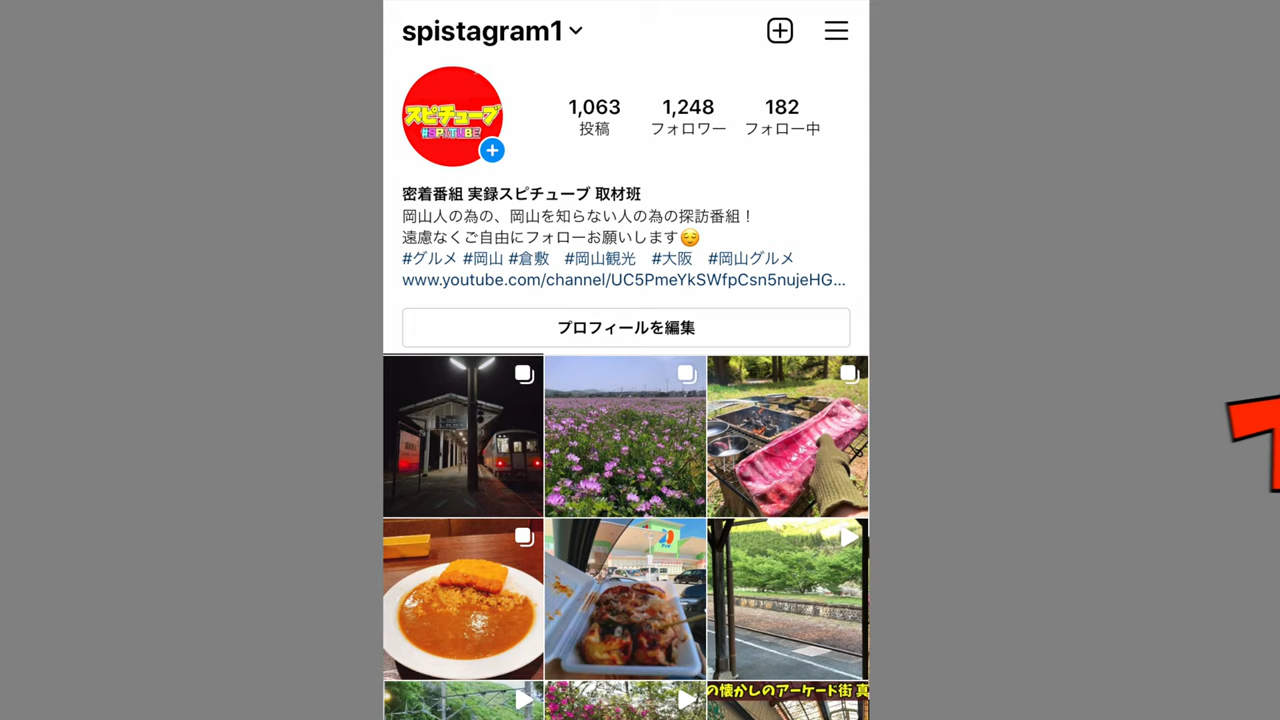 spistagram1
スピチューブ
#SPITUBE
1,063
1,248
182
投稿
フォロワー
フォロー中
密着番組 実録スピチューブ 取材班
岡山人の為の、岡山を知らない人の為の探訪番組！
遠慮なくご自由にフォローお願いします😌
#グルメ #岡山 #倉敷　#岡山観光　#大阪　#岡山グルメ
www.youtube.com/channel/UC5PmeYkSWfpCsn5nujeHG...
プロフィールを編集
の懐かしのアーケード街 真